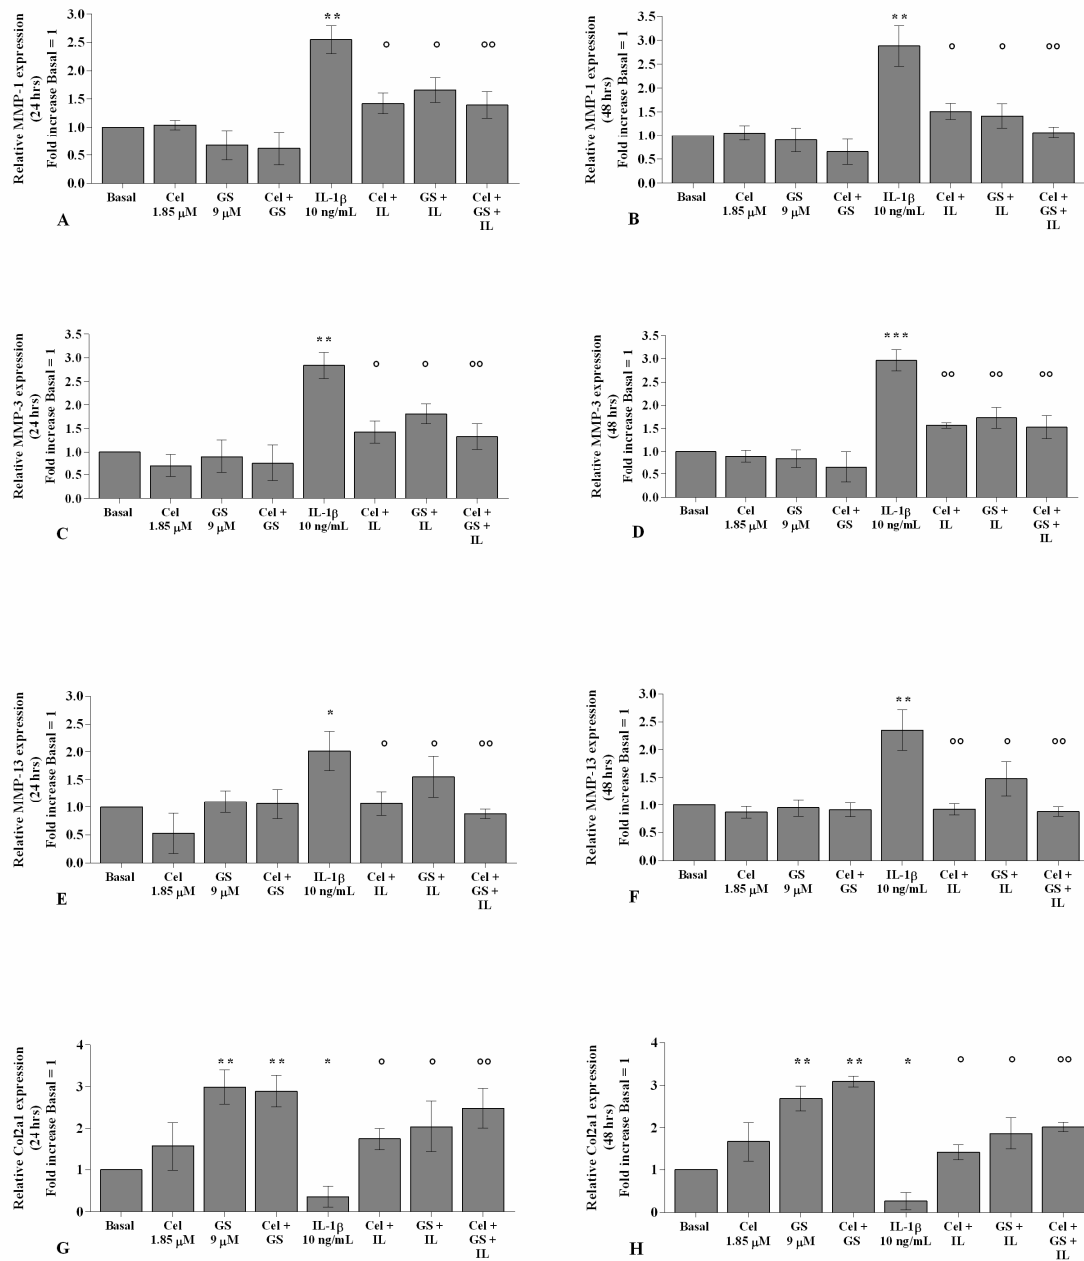 Relative MMP-1 expression
(24 hrs)
Fold increase Basal = 1
3.0
2.5
2.0
1.5
1.0
0.5
0.0
** ° ° °°
Basal Cel GS Cel + IL-1β Cel + GS + Cel +
1.85 µM 9 µM GS 10 ng/mL IL IL GS +
IL
A
Relative MMP-1 expression
(48 hrs)
Fold increase Basal = 1
3.5
3.0
2.5
2.0
1.5
1.0
0.5
0.0
** ° ° °°
Basal Cel GS Cel + IL-1β Cel + GS + Cel +
1.85 µM 9 µM GS 10 ng/mL IL IL GS +
IL
B
Relative MMP-3 expression
(24 hrs)
Fold increase Basal = 1
3.5
3.0
2.5
2.0
1.5
1.0
0.5
0.0
** ° ° °°
Basal Cel GS Cel + IL-1β Cel + GS + Cel +
1.85 µM 9 µM GS 10 ng/mL IL IL GS +
IL
C
Relative MMP-3 expression
(48 hrs)
Fold increase Basal = 1
3.5
3.0
2.5
2.0
1.5
1.0
0.5
0.0
*** °° °° °°
Basal Cel GS Cel + IL-1β Cel + GS + Cel +
1.85 µM 9 µM GS 10 ng/mL IL IL GS +
IL
D
Relative MMP-13 expression
(24 hrs)
Fold increase Basal = 1
3.0
2.5
2.0
1.5
1.0
0.5
0.0
* ° ° °°
Basal Cel GS Cel + IL-1β Cel + GS + Cel +
1.85 µM 9 µM GS 10 ng/mL IL IL GS +
IL
E
Relative MMP-13 expression
(48 hrs)
Fold increase Basal = 1
3.0
2.5
2.0
1.5
1.0
0.5
0.0
** °° ° °°
Basal Cel GS Cel + IL-1β Cel + GS + Cel +
1.85 µM 9 µM GS 10 ng/mL IL IL GS +
IL
F
Relative Col2a1 expression
(24 hrs)
Fold increase Basal = 1
4
3
2
1
0
** ** * ° ° °°
Basal Cel GS Cel + IL-1β Cel + GS + Cel +
1.85 µM 9 µM GS 10 ng/mL IL IL GS +
IL
G
Relative Col2a1 expression
(48 hrs)
Fold increase Basal = 1
4
3
2
1
0
** ** * ° ° °°
Basal Cel GS Cel + IL-1β Cel + GS + Cel +
1.85 µM 9 µM GS 10 ng/mL IL IL GS +
IL
H